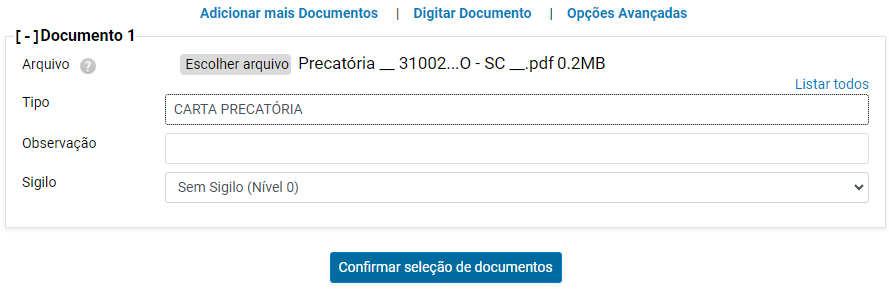 Adicionar mais Documentos | Digitar Documento | Opções Avançadas
[ - ] Documento 1
Arquivo ? Escolher arquivo Precatória __ 31002...O - SC __.pdf 0.2MB
Listar todos
Tipo CARTA PRECATÓRIA
Observação
Sigilo Sem Sigilo (Nível 0)
Confirmar seleção de documentos